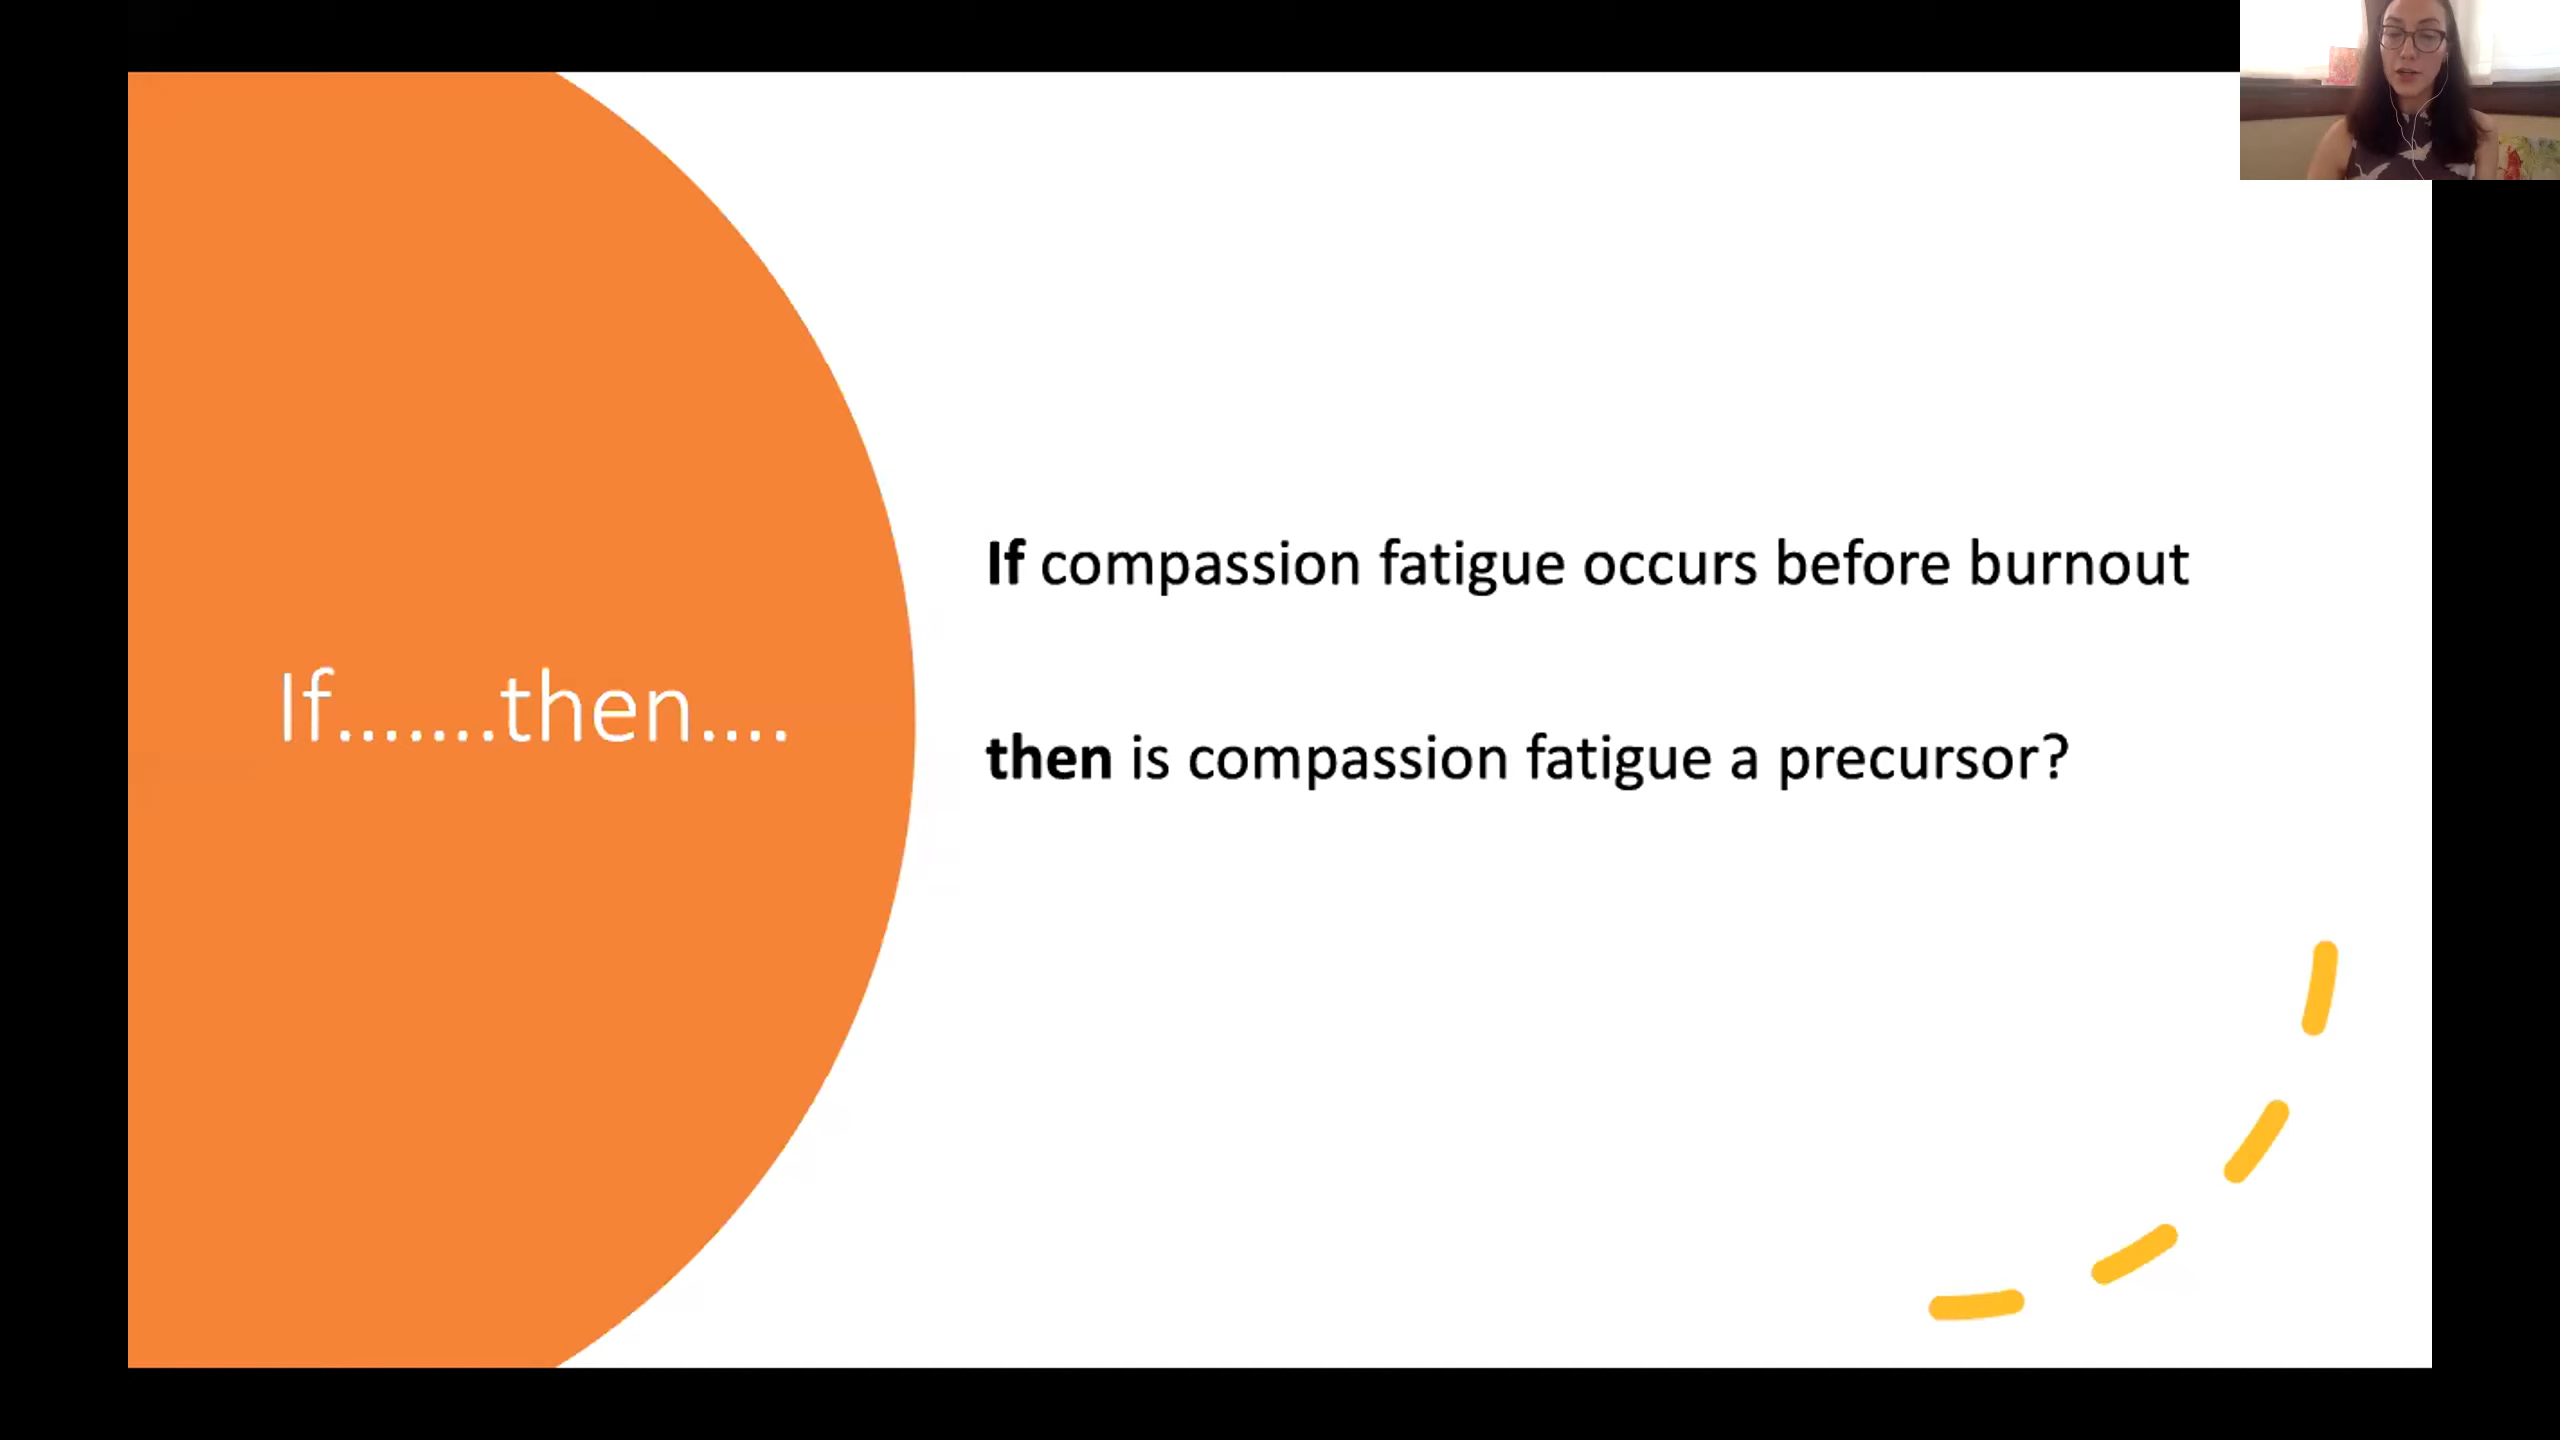 If.......then....
If compassion fatigue occurs before burnout
then is compassion fatigue a precursor?